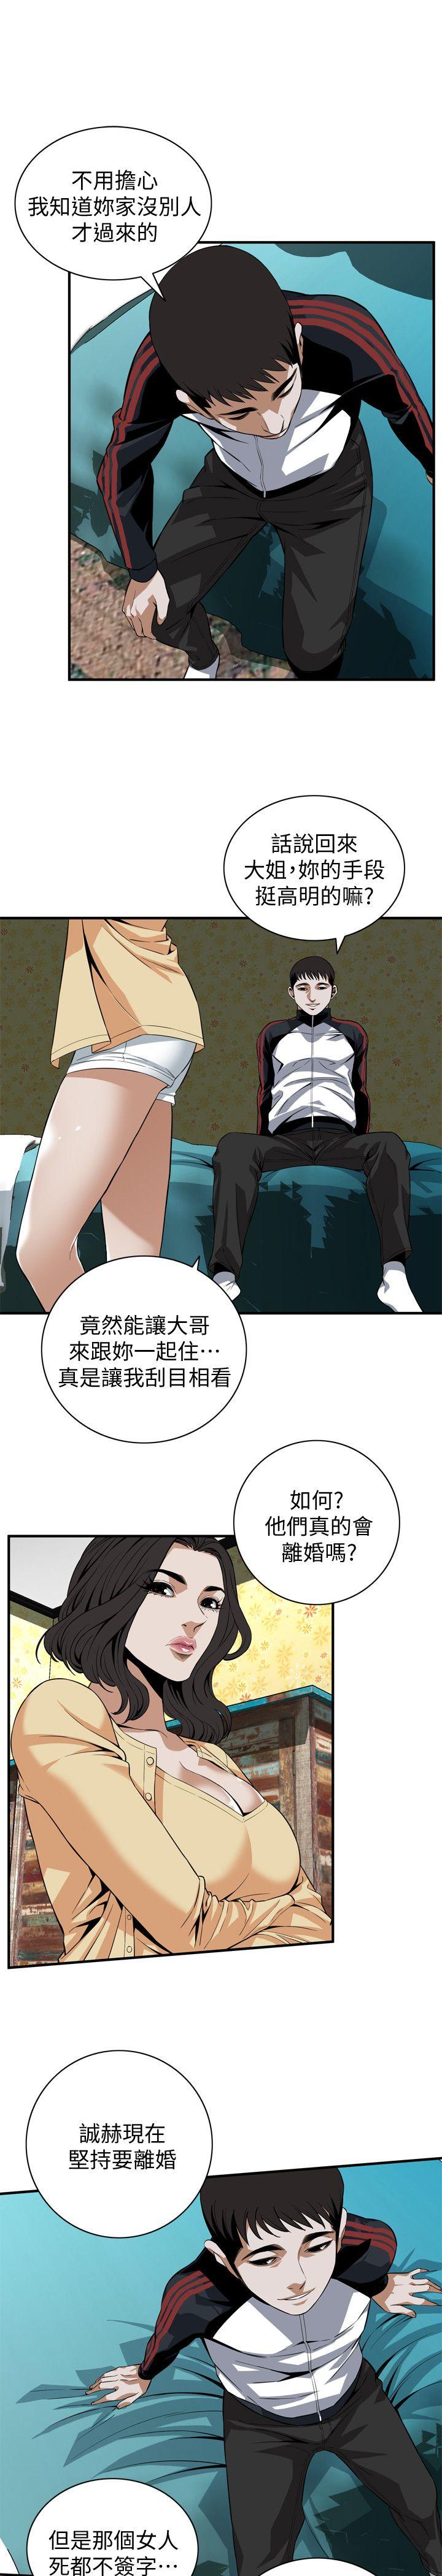 不用擔心
我知道妳家沒別人
才過來的
話說回來
大姐,妳的手段
挺高明的嘛?
竟然能讓大哥
來跟妳一起住…
真是讓我刮目相看
如何?
他們真的會
離婚嗎?
誠赫現在
堅持要離婚
但是那個女人
死都不簽字…